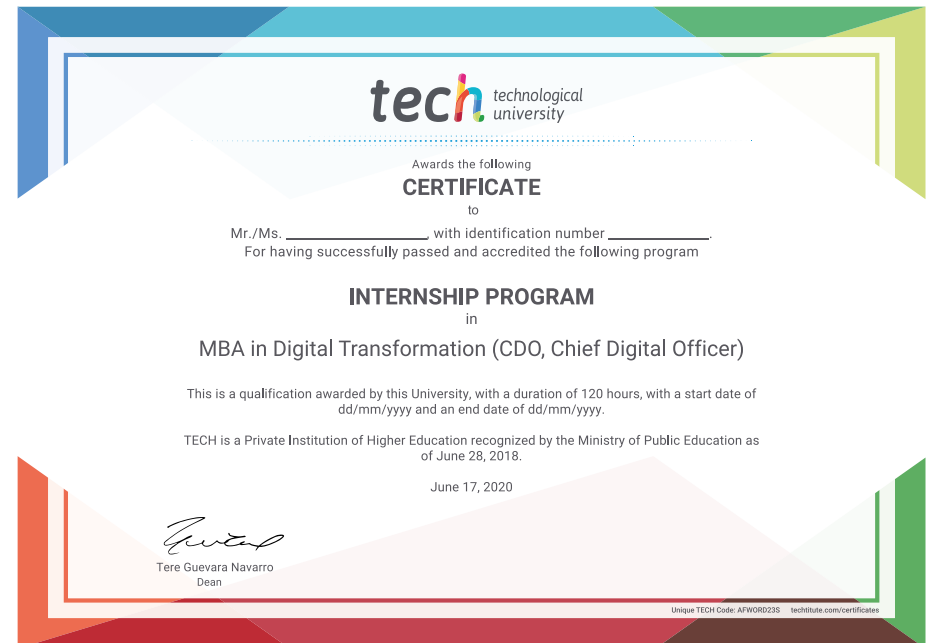 tech technological
university
Awards the following
CERTIFICATE
to
Mr./Ms. ____________________, with identification number ______________.
For having successfully passed and accredited the following program
INTERNSHIP PROGRAM
in
MBA in Digital Transformation (CDO, Chief Digital Officer)
This is a qualification awarded by this University, with a duration of 120 hours, with a start date of
dd/mm/yyyy and an end date of dd/mm/yyyy.
TECH is a Private Institution of Higher Education recognized by the Ministry of Public Education as
of June 28, 2018.
June 17, 2020
Tere Guevara Navarro
Dean
Unique TECH Code: AFWORD23S techtitute.com/certificates